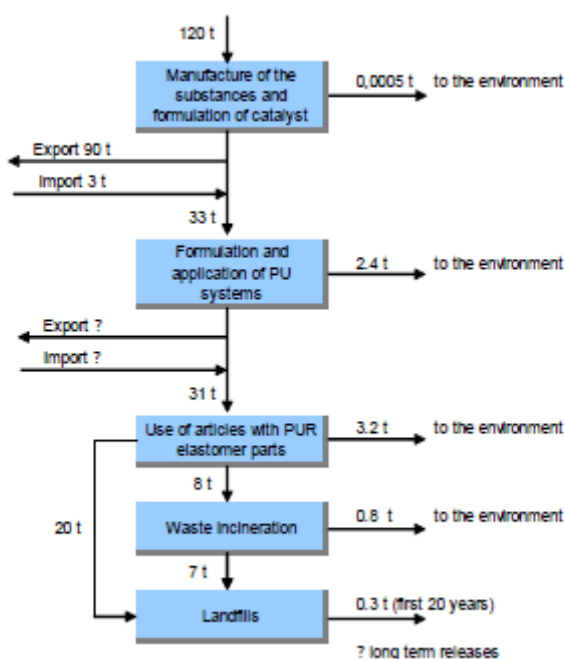 120 t
Manufacture of the
substances and
formulation of catalyst
0,0005 t to the environment
Export 90 t
Import 3 t
33 t
Formulation and
application of PU
systems
2.4 t to the environment
Export ?
Import ?
31 t
Use of articles with PUR
elastomer parts
3.2 t to the environment
8 t
20 t
Waste incineration
0.8 t to the environment
7 t
Landfills
0.3 t (first 20 years)
? long term releases